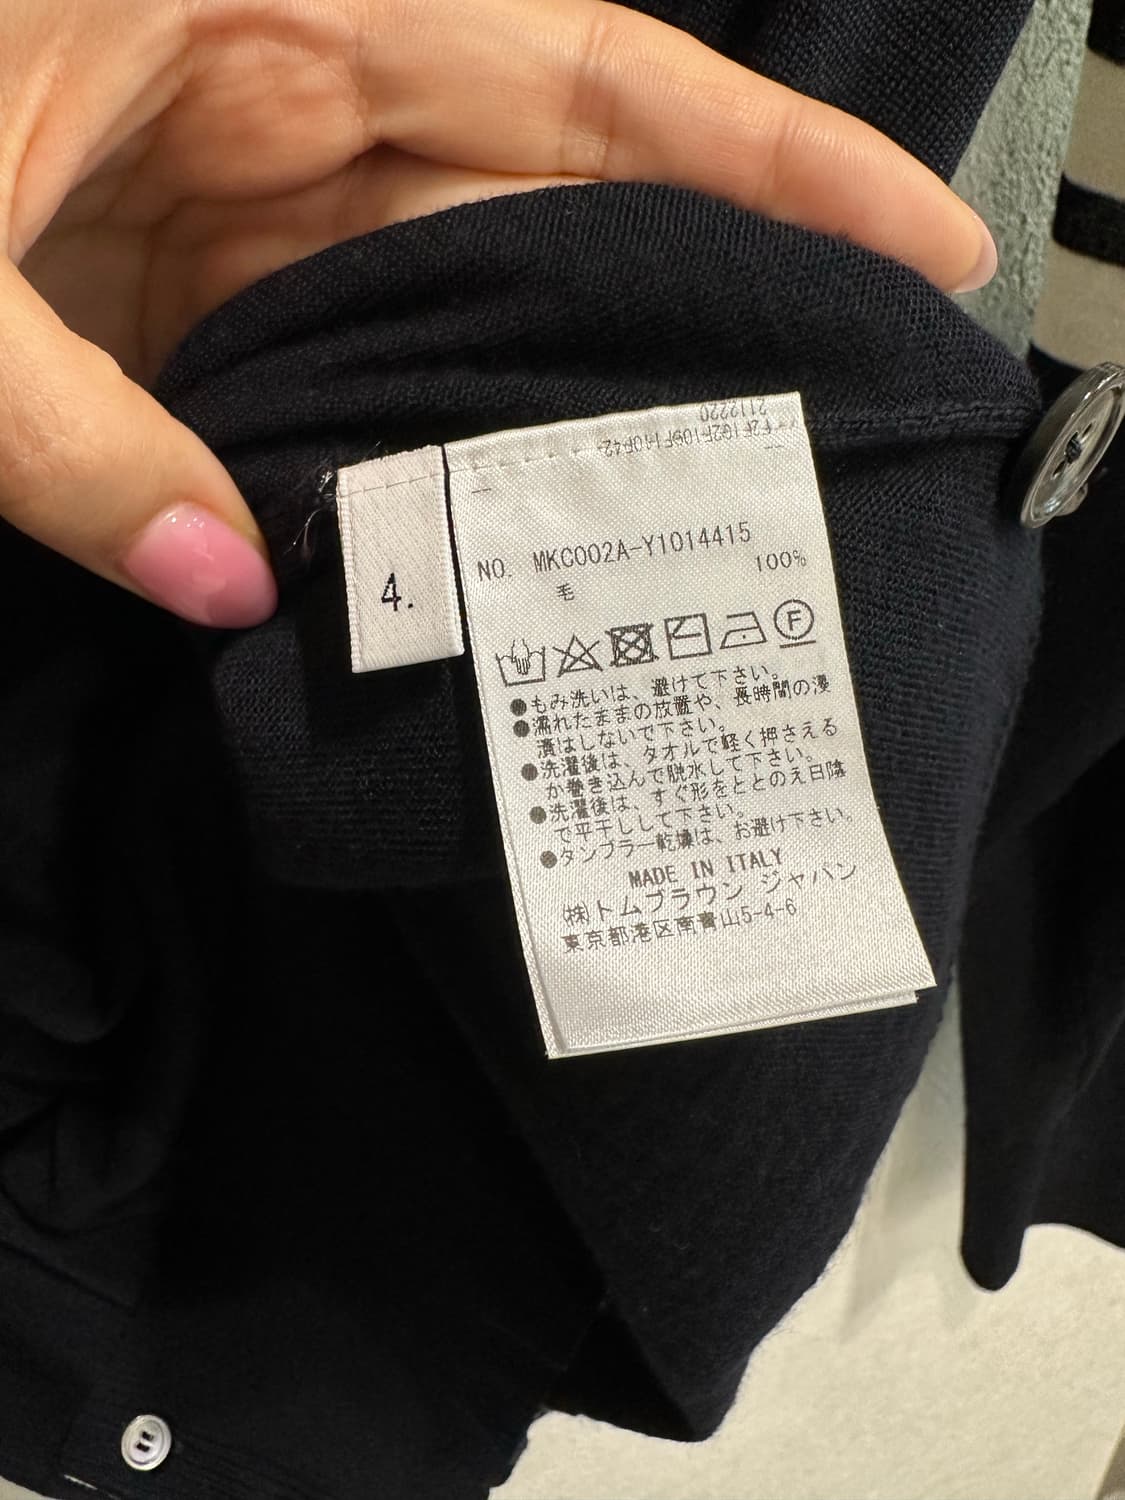 4.
2112220
NO. MKC002A-Y1014415
毛 100%
F
●もみ洗いは、避けて下さい。
●濡れたままの放置や、長時間の浸
漬はしないで下さい。
●洗濯後は、タオルで軽く押さえる
か巻き込んで脱水して下さい。
●洗濯後は、すぐ形をととのえ日陰
で平干しして下さい。
●タンブラー乾燥は、お避け下さい。
MADE IN ITALY
㈱トムブラウン ジャパン
東京都港区南青山5-4-6